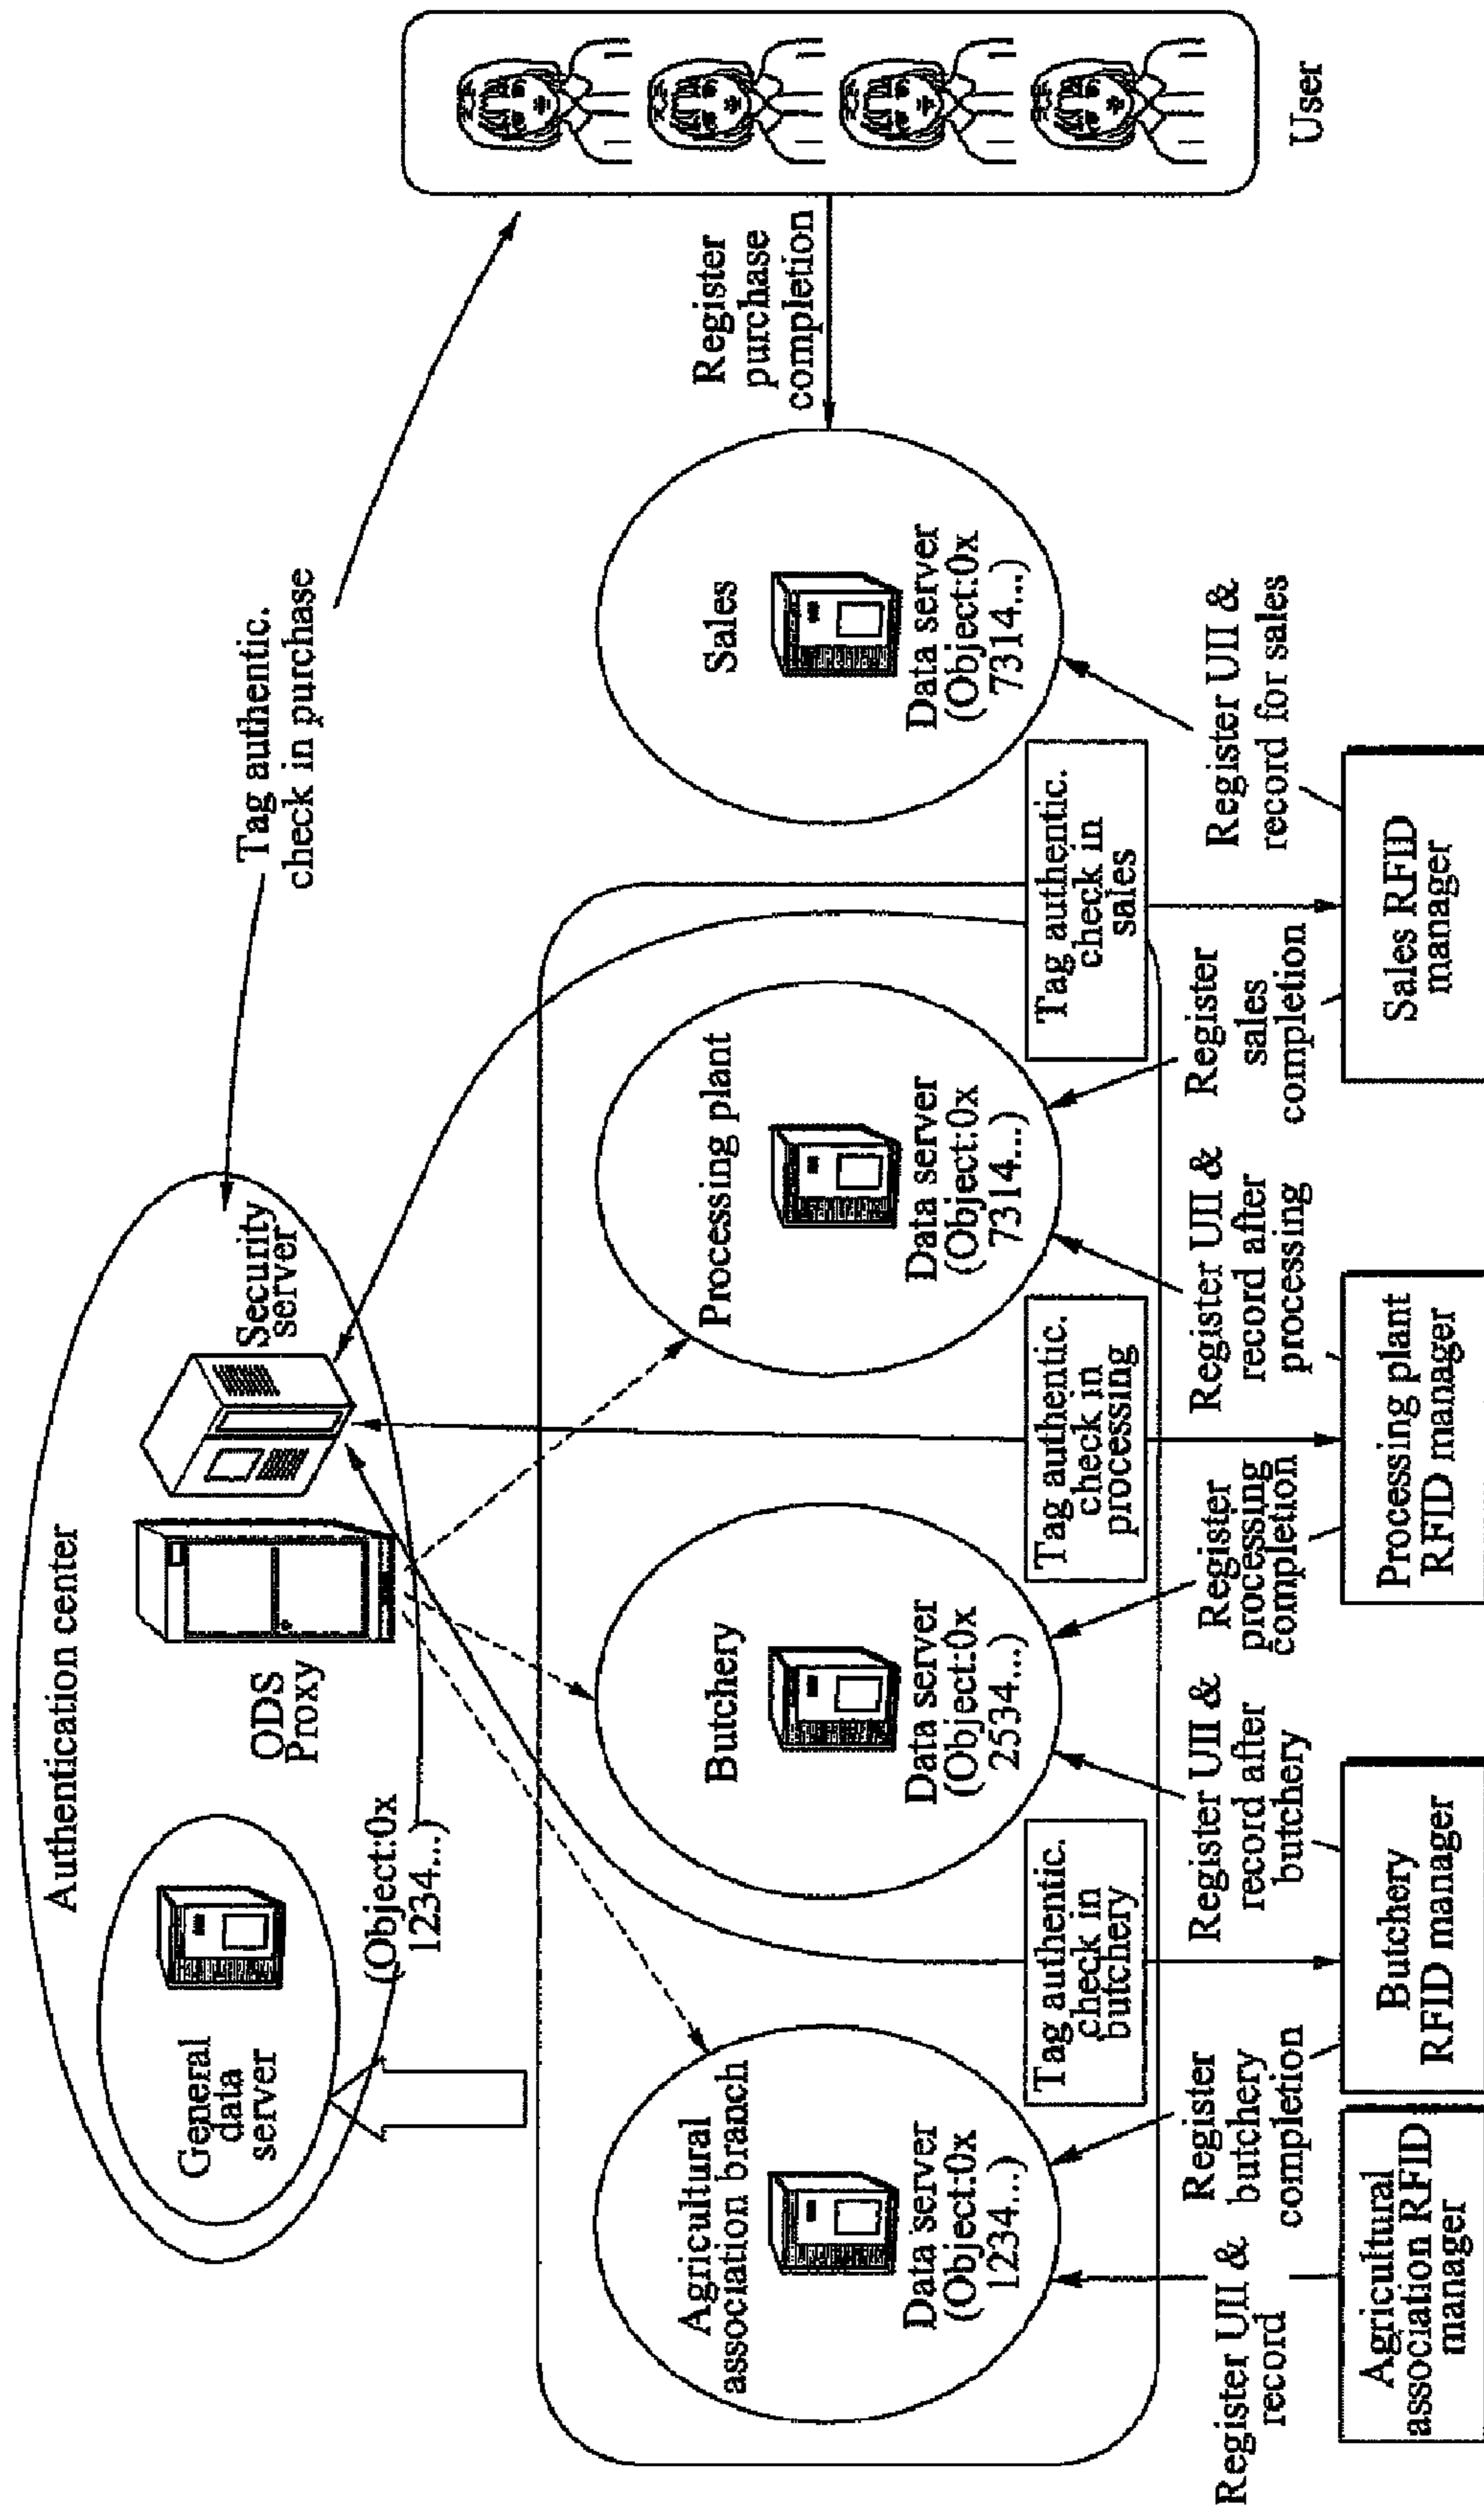 Authentication center
General
data
server
(Object:0x
1234...)
ODS
Proxy
Security
server
Tag authentic.
check in purchase
Agricultural
association branch
Data server
(Object:0x
1234...)
Butchery
Data server
(Object:0x
2534...)
Processing plant
Data server
(Object:0x
7314...)
Sales
Data server
(Object:0x
7314...)
Register
purchase
completion
User
Tag authentic.
check in
butchery
Tag authentic.
check in
processing
Tag authentic.
check in
sales
Register UII &
record
Register
butchery
completion
Register UII &
record after
butchery
Register
processing
completion
Register UII &
record after
processing
Register
sales
completion
Register UII &
record for sales
Agricultural
association RFID
manager
Butchery
RFID manager
Processing plant
RFID manager
Sales RFID
manager